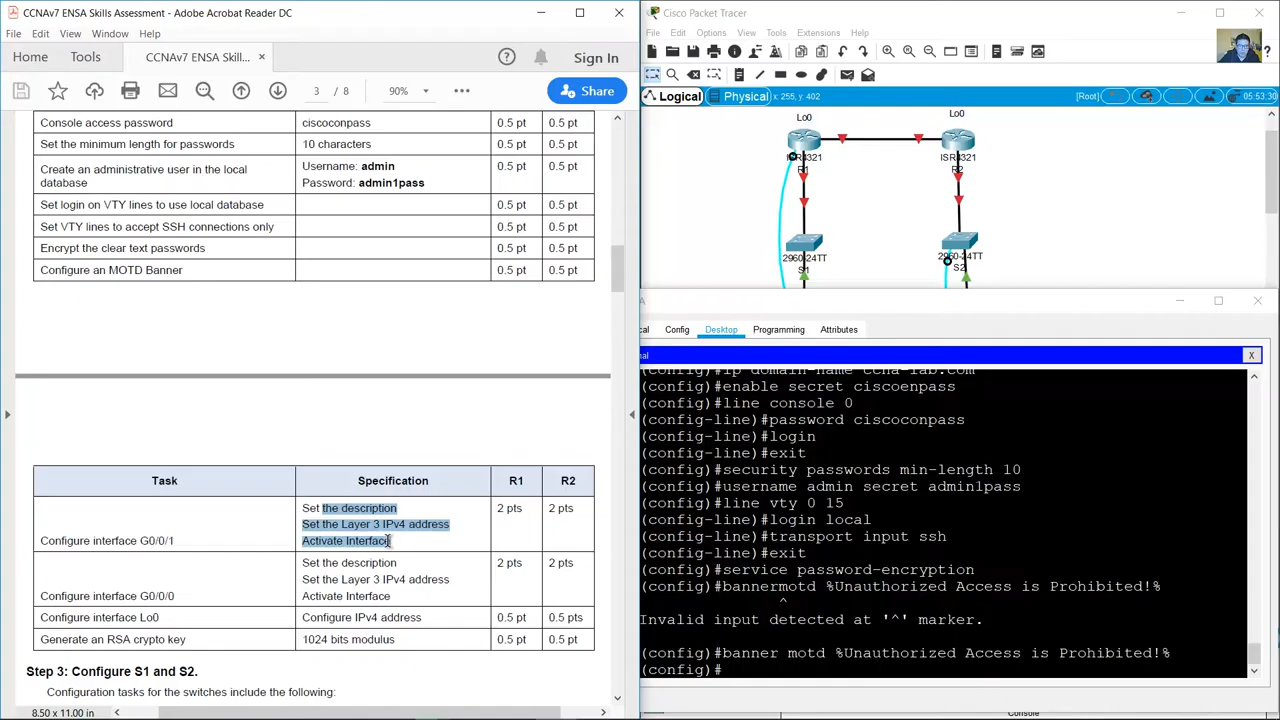 CCNAv7 ENSA Skills Assessment - Adobe Acrobat Reader DC
File Edit View Window Help
Home Tools CCNAv7 ENSA Skill... × Sign In
3 / 8 90% Share
Console access password ciscoconpass 0.5 pt 0.5 pt
Set the minimum length for passwords 10 characters 0.5 pt 0.5 pt
Create an administrative user in the local database Username: admin 0.5 pt 0.5 pt
Password: admin1pass
Set login on VTY lines to use local database 0.5 pt 0.5 pt
Set VTY lines to accept SSH connections only 0.5 pt 0.5 pt
Encrypt the clear text passwords 0.5 pt 0.5 pt
Configure an MOTD Banner 0.5 pt 0.5 pt
Task Specification R1 R2
Set the description 2 pts 2 pts
Set the Layer 3 IPv4 address
Configure interface G0/0/1 Activate Interface
Set the description 2 pts 2 pts
Set the Layer 3 IPv4 address
Configure interface G0/0/0 Activate Interface
Configure interface Lo0 Configure IPv4 address 0.5 pt 0.5 pts
Generate an RSA crypto key 1024 bits modulus 0.5 pt 0.5 pt
Step 3: Configure S1 and S2.
Configuration tasks for the switches include the following:
8.50 x 11.00 in
Cisco Packet Tracer
File Edit Options View Tools Extensions Help
Logical Physical x: 255, y: 402 [Root] 05:53:30
Lo0 Lo0
ISR4321 ISR4321
R1 R2
2960-24TT 2960-24TT
S1 S2
A
Config Desktop Programming Attributes
X
(config)#ip domain-name ccna-lab.com
(config)#enable secret ciscoenpass
(config)#line console 0
(config-line)#password ciscoconpass
(config-line)#login
(config-line)#exit
(config)#security passwords min-length 10
(config)#username admin secret admin1pass
(config)#line vty 0 15
(config-line)#login local
(config-line)#transport input ssh
(config-line)#exit
(config)#service password-encryption
(config)#bannermotd %Unauthorized Access is Prohibited!%
^
Invalid input detected at '^' marker.
(config)#banner motd %Unauthorized Access is Prohibited!%
(config)#
Console